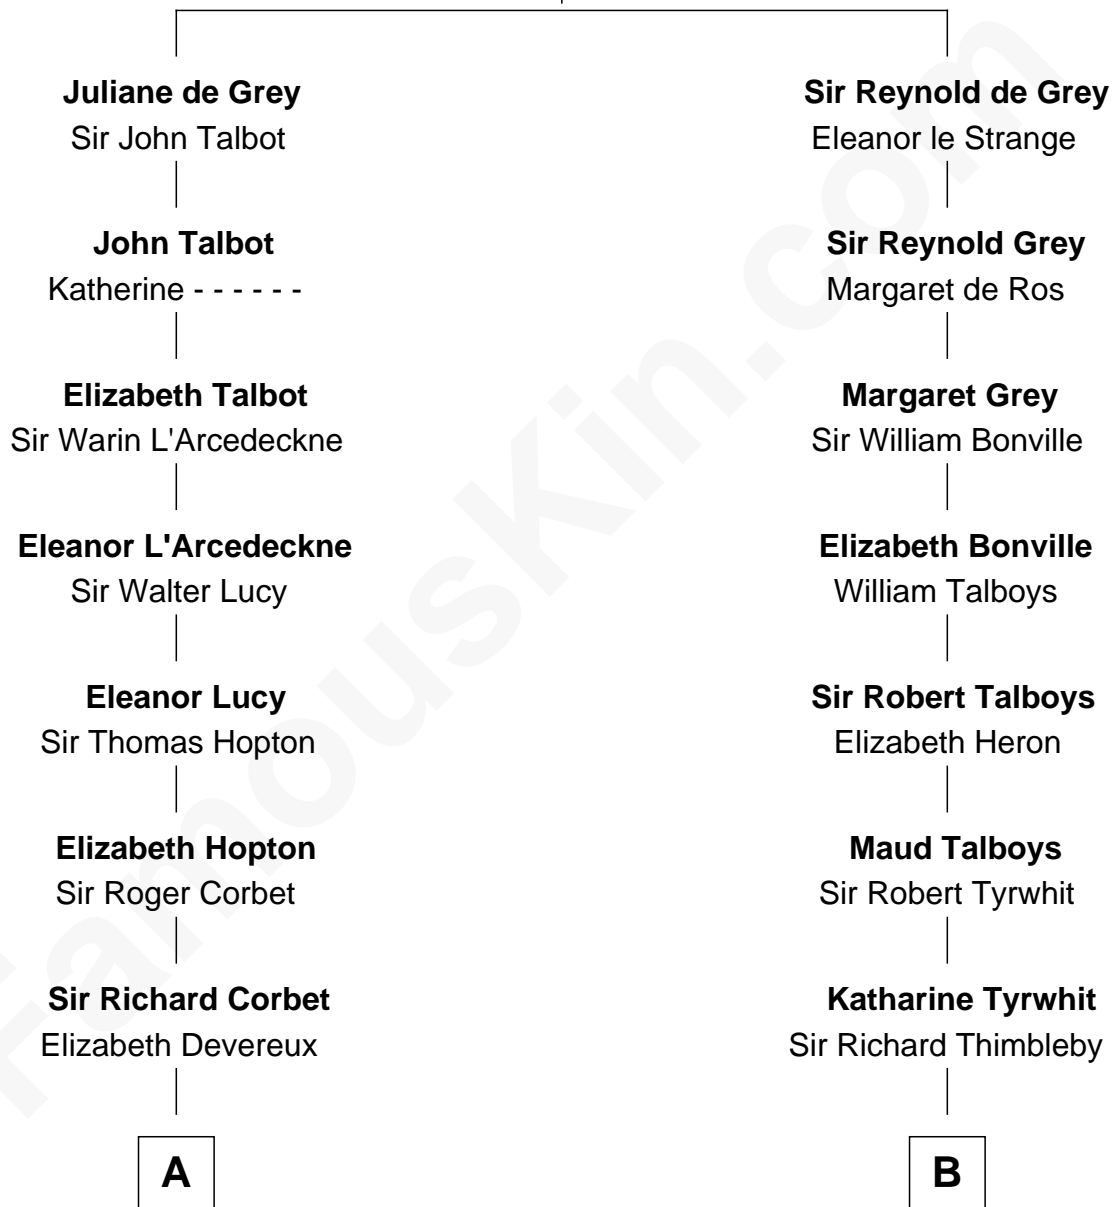 Juliane de Grey
Sir John Talbot
John Talbot
Katherine - - - - - -
Elizabeth Talbot
Sir Warin L'Arcedeckne
Eleanor L'Arcedeckne
Sir Walter Lucy
Eleanor Lucy
Sir Thomas Hopton
Elizabeth Hopton
Sir Roger Corbet
Sir Richard Corbet
Elizabeth Devereux
A
Sir Reynold de Grey
Eleanor le Strange
Sir Reynold Grey
Margaret de Ros
Margaret Grey
Sir William Bonville
Elizabeth Bonville
William Talboys
Sir Robert Talboys
Elizabeth Heron
Maud Talboys
Sir Robert Tyrwhit
Katharine Tyrwhit
Sir Richard Thimbleby
B
FamousKin.com